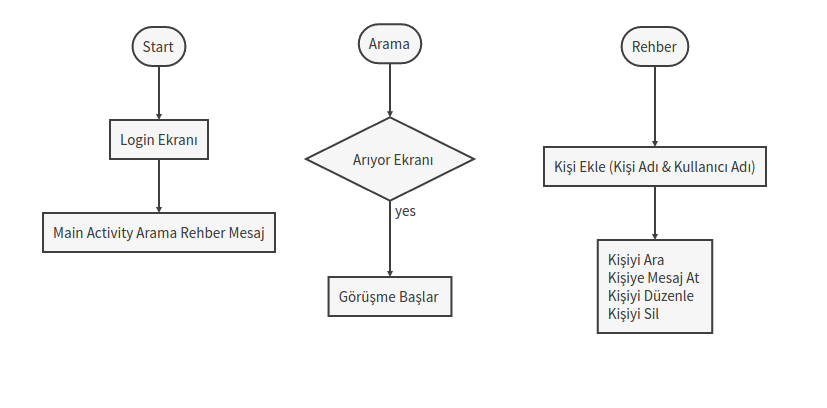 Start
Login Ekranı
Main Activity Arama Rehber Mesaj
Arama
Arıyor Ekranı
yes
Görüşme Başlar
Rehber
Kişi Ekle (Kişi Adı & Kullanıcı Adı)
Kişiyi Ara
Kişiye Mesaj At
Kişiyi Düzenle
Kişiyi Sil